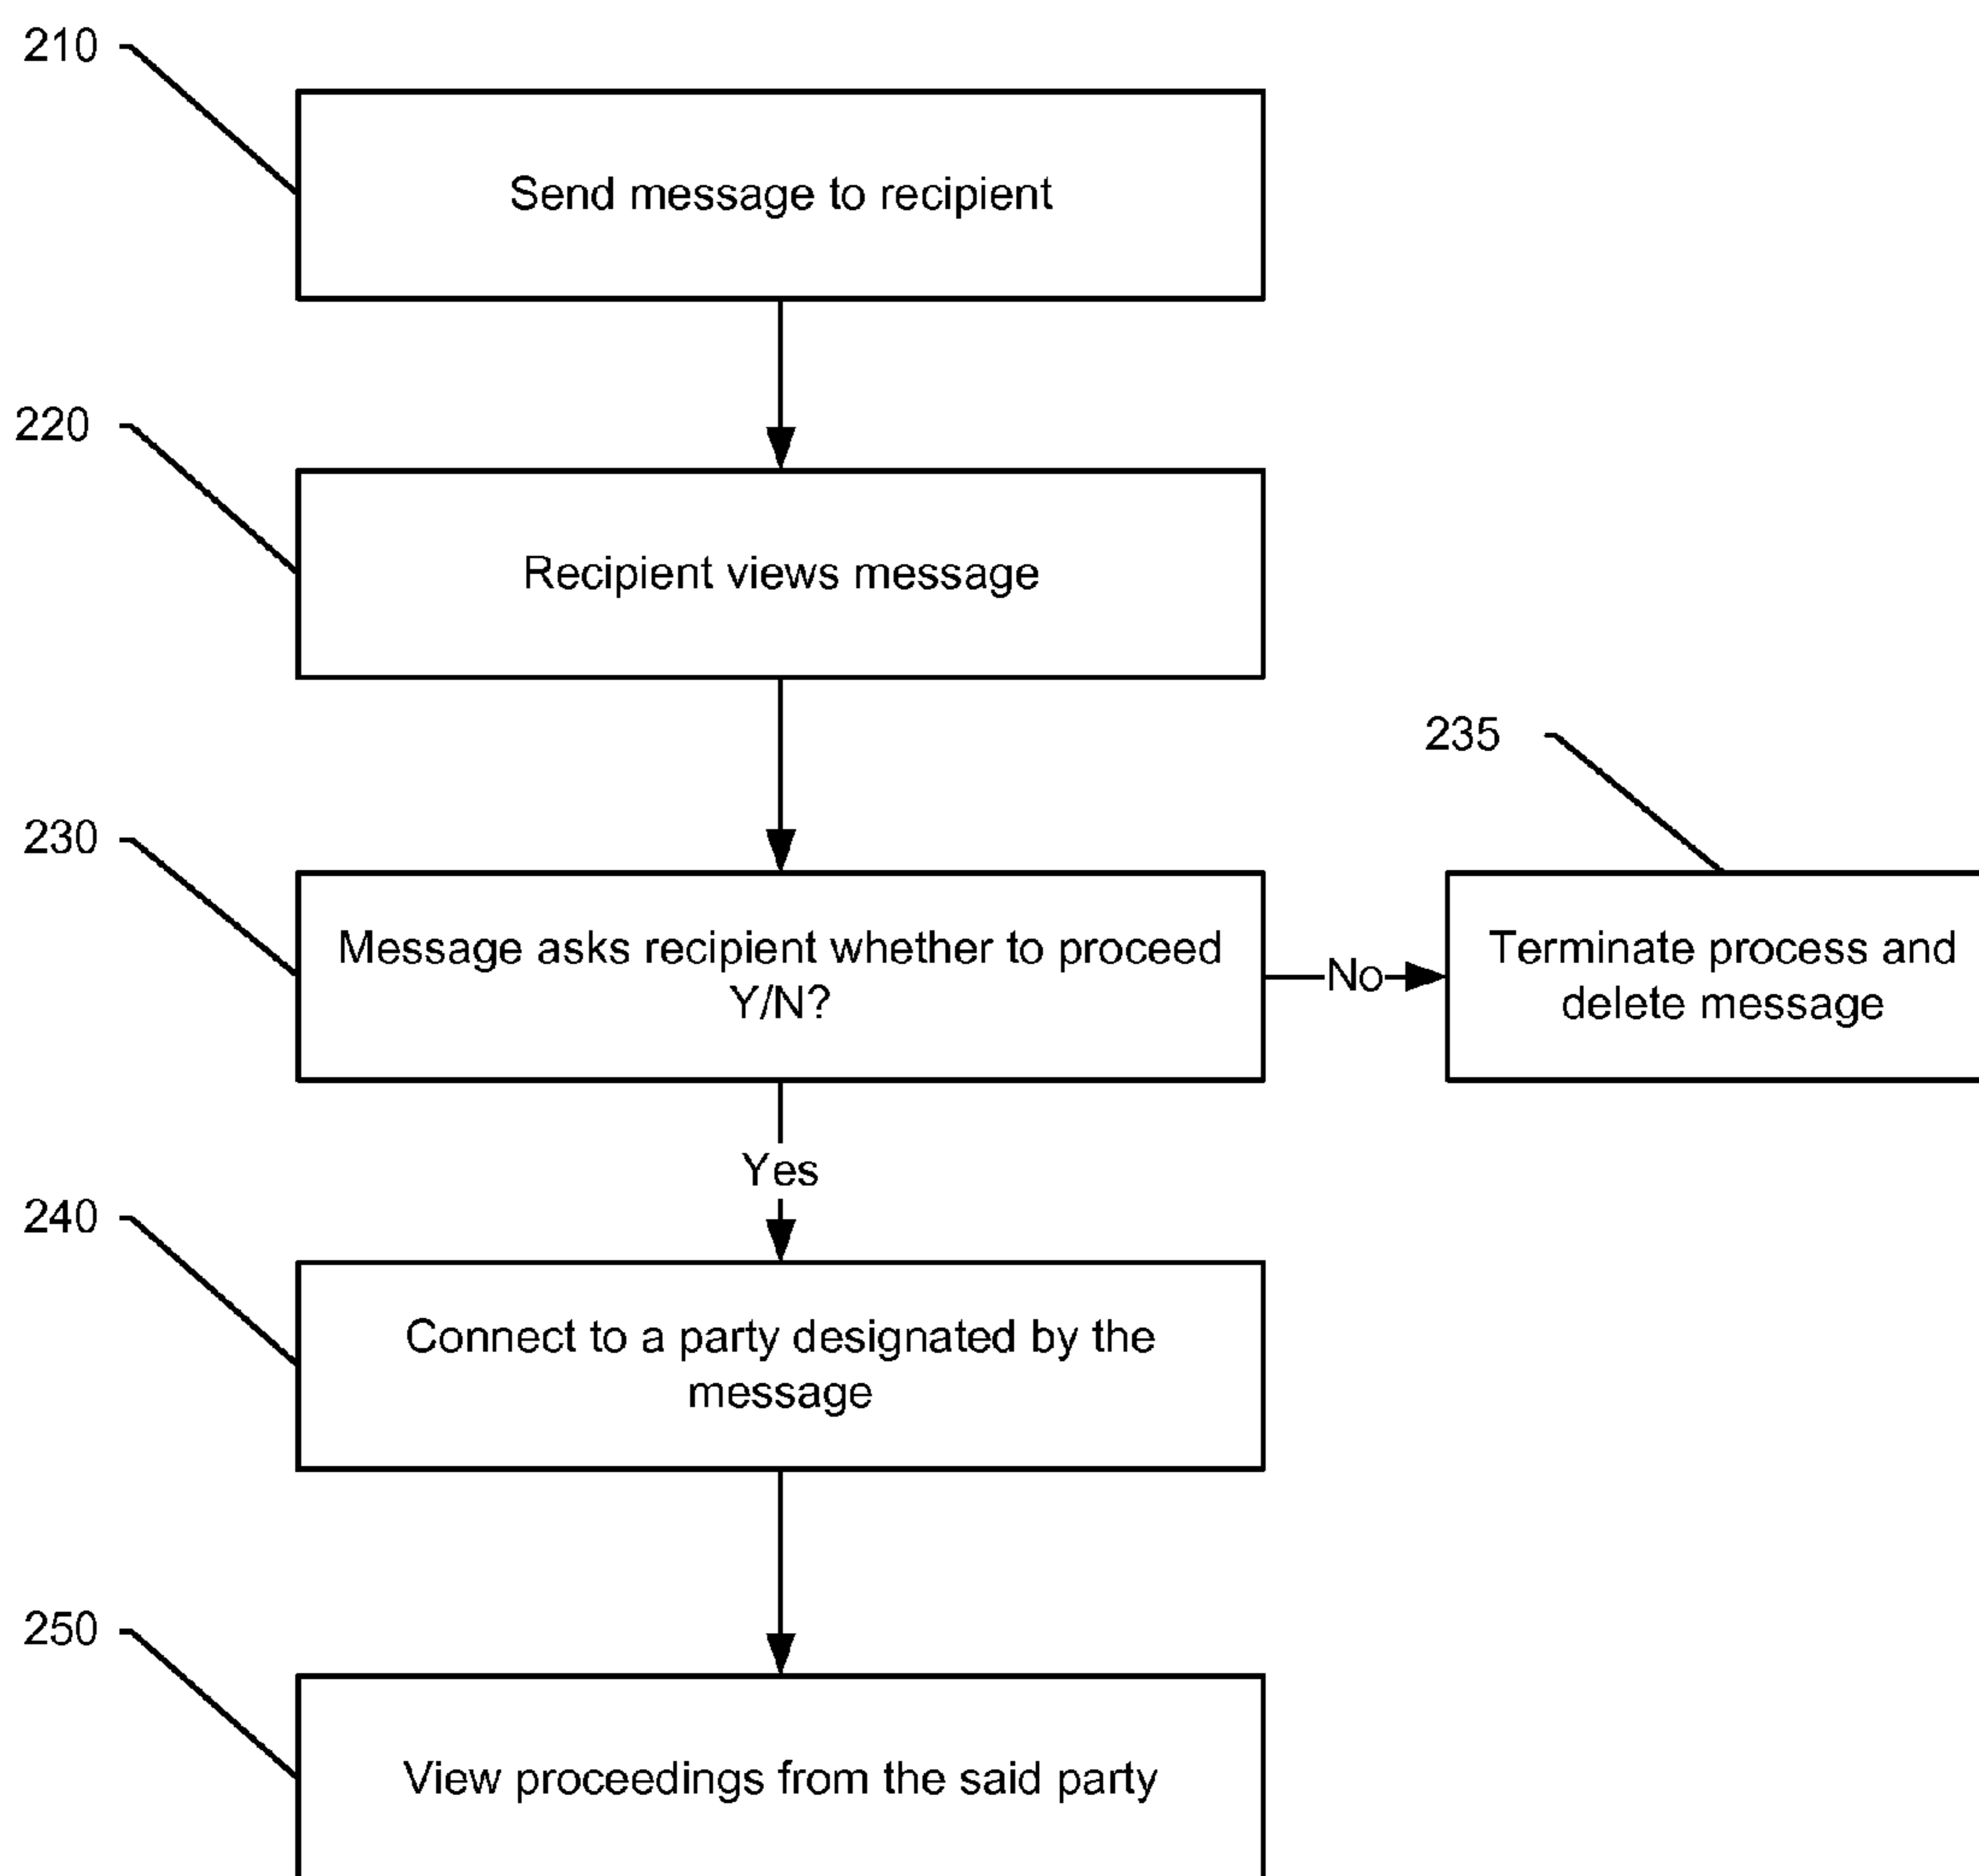 210
Send message to recipient
220
Recipient views message
235
230
Message asks recipient whether to proceed
Y/N?
No
Terminate process and
delete message
Yes
240
Connect to a party designated by the
message
250
View proceedings from the said party